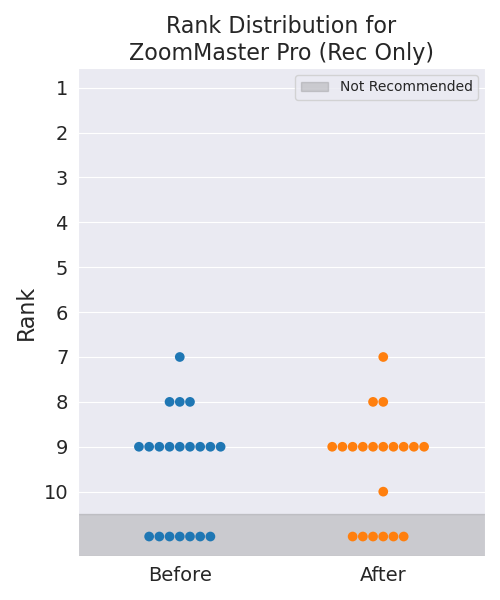 Rank Distribution for
ZoomMaster Pro (Rec Only)
Not Recommended
Rank
1
2
3
4
5
6
7
8
9
10
Before
After